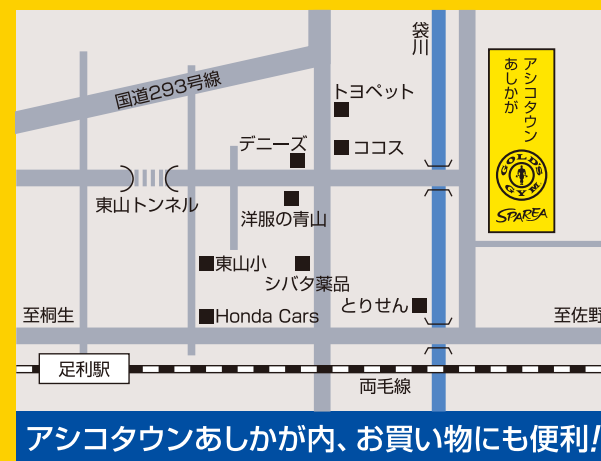 袋川
アシコタウン
あしかが
GOLD'S
GYM
SPAREA
国道293号線
トヨペット
デニーズ
ココス
東山トンネル
洋服の青山
東山小
シバタ薬品
とりせん
至桐生
Honda Cars
至佐野
足利駅
両毛線
アシコタウンあしかが内、お買い物にも便利!